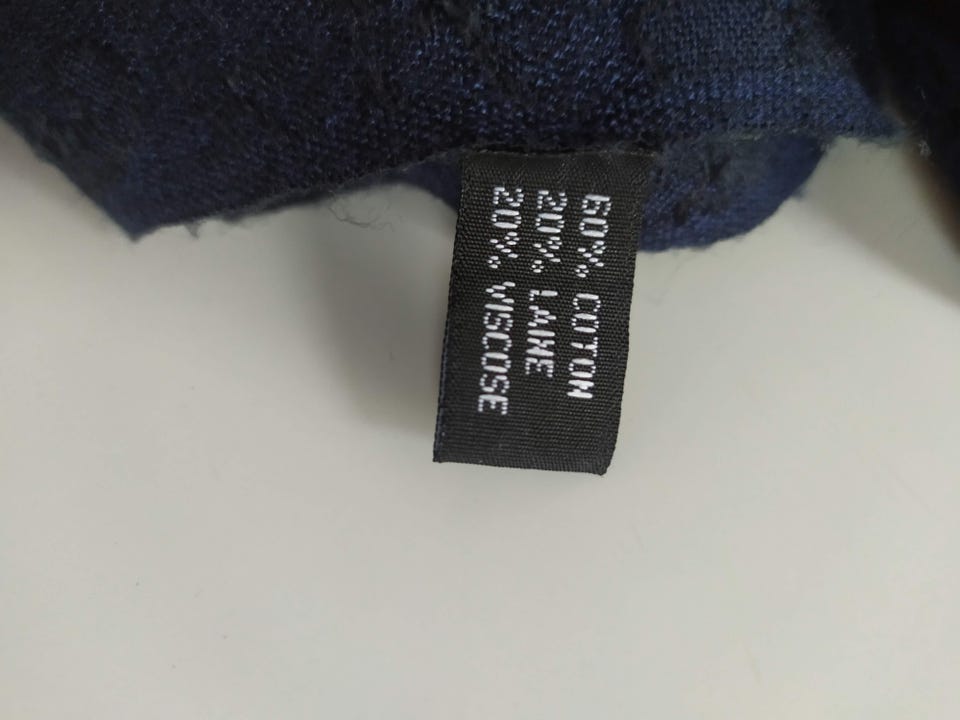 60% COTON
20% LAINE
20% VISCOSE